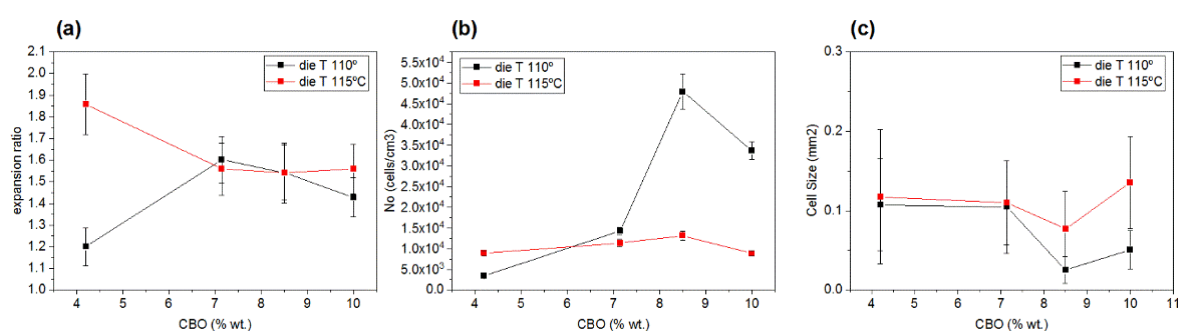 (a)
die T 110º
die T 115ºC
expansion ratio
2.1
2.0
1.9
1.8
1.7
1.6
1.5
1.4
1.3
1.2
1.1
1.0
4 5 6 7 8 9 10
CBO (% wt.)
(b)
die T 110º
die T 115ºC
No (cells/cm3)
5.5x10⁴
5.0x10⁴
4.5x10⁴
4.0x10⁴
3.5x10⁴
3.0x10⁴
2.5x10⁴
2.0x10⁴
1.5x10⁴
1.0x10⁴
5.0x10³
0.0
4 5 6 7 8 9 10
CBO (% wt.)
(c)
die T 110º
die T 115ºC
Cell Size (mm2)
0.3
0.2
0.1
0.0
4 5 6 7 8 9 10 11
CBO (% wt.)